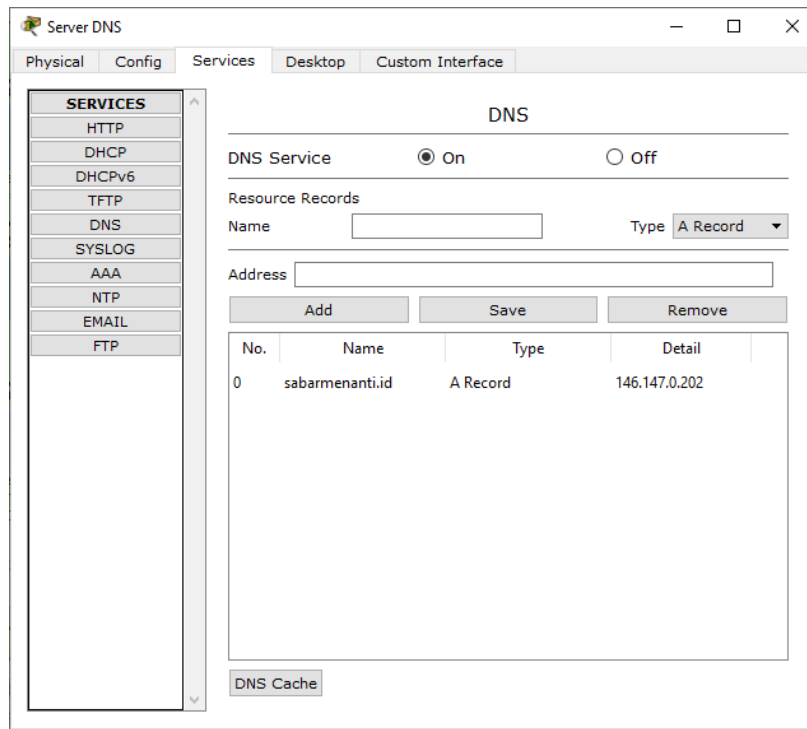 Server DNS
Physical Config Services Desktop Custom Interface
SERVICES
HTTP
DHCP
DHCPv6
TFTP
DNS
SYSLOG
AAA
NTP
EMAIL
FTP
DNS
DNS Service On Off
Resource Records
Name Type A Record
Address
Add Save Remove
No. Name Type Detail
0 sabarmenanti.id A Record 146.147.0.202
DNS Cache